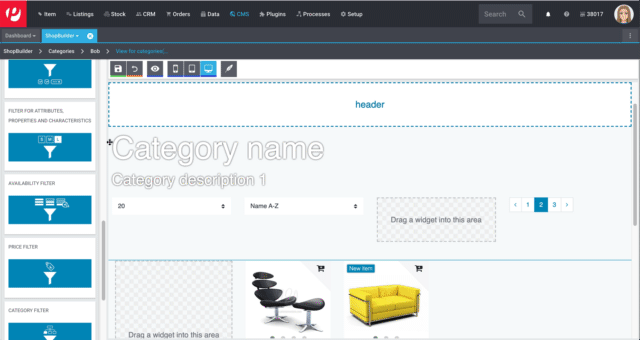 Item Listings Stock CRM Orders Data CMS Plugins Processes Setup Search 38017
Dashboard ShopBuilder
ShopBuilder > Categories > Bob > View for categories:...
FILTER FOR ATTRIBUTES,
PROPERTIES AND CHARACTERISTICS
S M L
AVAILABILITY FILTER
PRICE FILTER
CATEGORY FILTER
header
Category name
Category description 1
20
Name A-Z
Drag a widget into this area
‹ 1 2 3 ›
New item
Drag a widget into this area